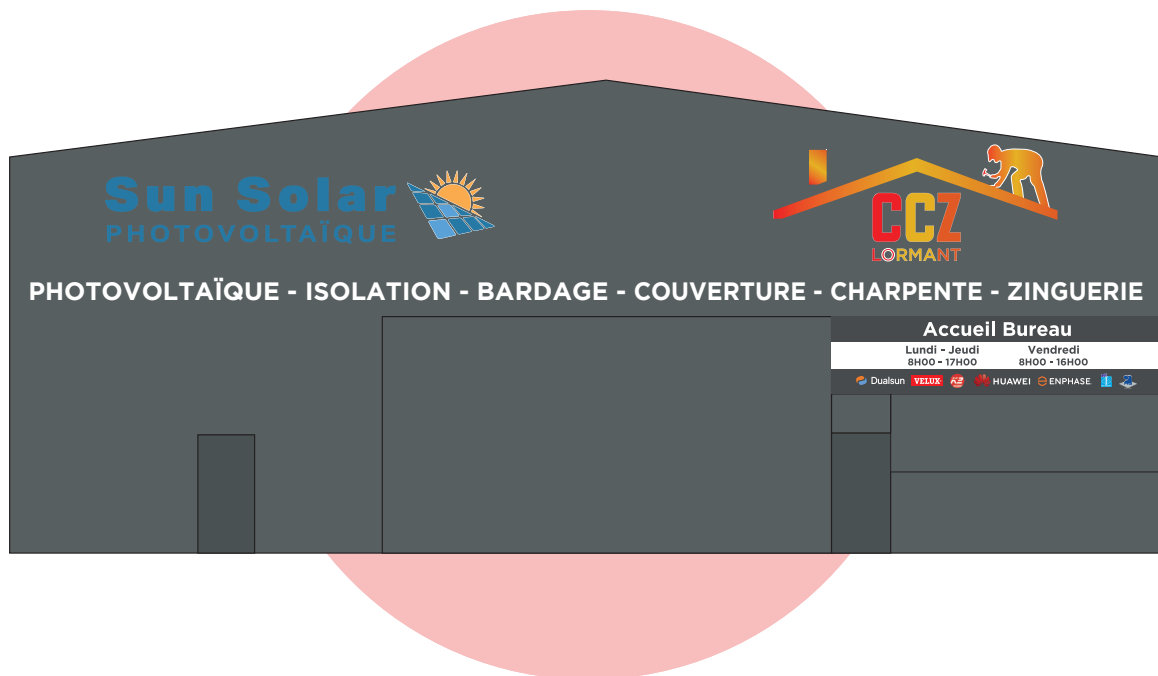 Sun Solar
PHOTOVOLTAÏQUE
CCZ
LORMANT
PHOTOVOLTAÏQUE - ISOLATION - BARDAGE - COUVERTURE - CHARPENTE - ZINGUERIE
Accueil Bureau
Lundi - Jeudi Vendredi
8H00 - 17H00 8H00 - 16H00
Dualsun VELUX K2 HUAWEI ENPHASE